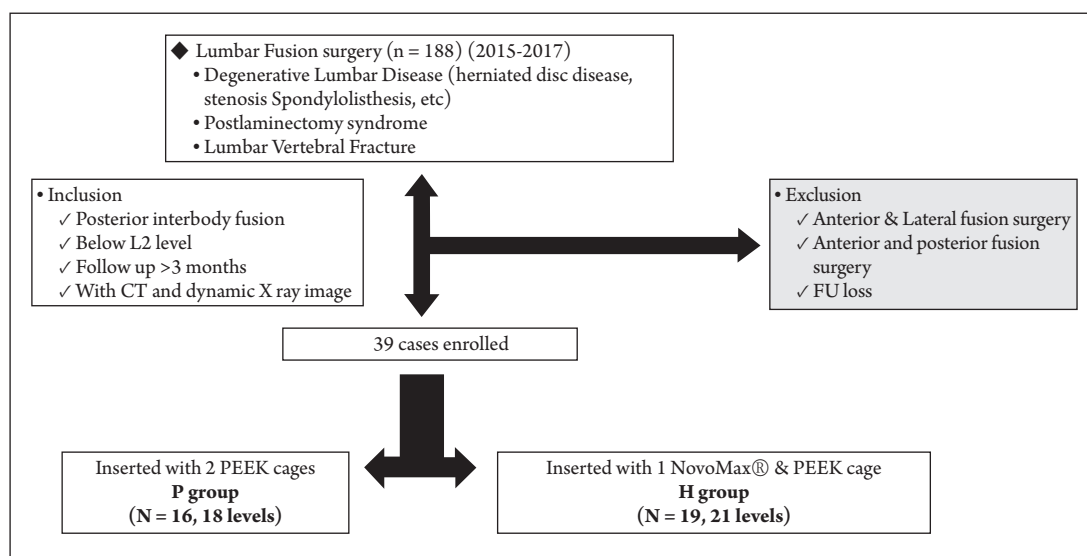 ◆ Lumbar Fusion surgery (n = 188) (2015-2017)
• Degenerative Lumbar Disease (herniated disc disease,
stenosis Spondylolisthesis, etc)
• Postlaminectomy syndrome
• Lumbar Vertebral Fracture
• Inclusion
✓ Posterior interbody fusion
✓ Below L2 level
✓ Follow up >3 months
✓ With CT and dynamic X ray image
• Exclusion
✓ Anterior & Lateral fusion surgery
✓ Anterior and posterior fusion
surgery
✓ FU loss
39 cases enrolled
Inserted with 2 PEEK cages
P group
(N = 16, 18 levels)
Inserted with 1 NovoMax® & PEEK cage
H group
(N = 19, 21 levels)